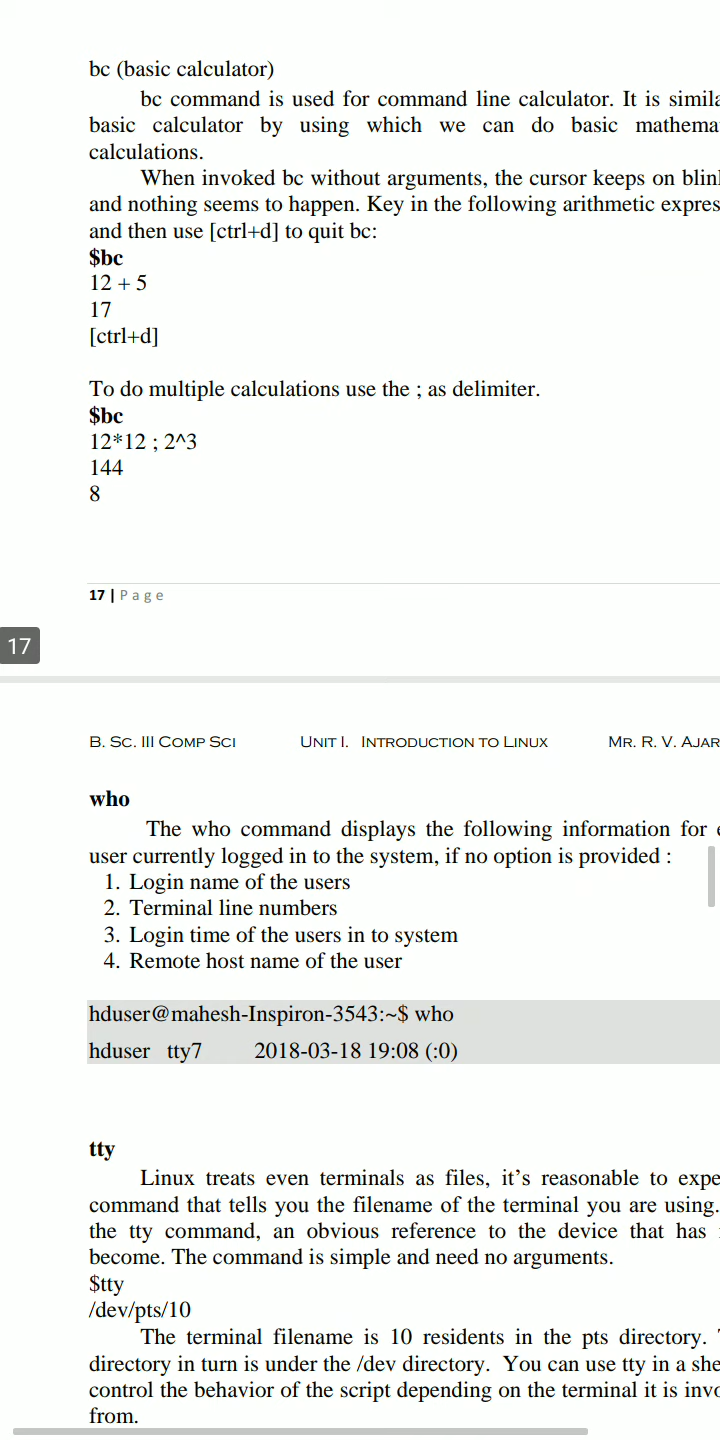 bc (basic calculator)
bc command is used for command line calculator. It is simila
basic calculator by using which we can do basic mathema
calculations.
When invoked bc without arguments, the cursor keeps on blin
and nothing seems to happen. Key in the following arithmetic expres
and then use [ctrl+d] to quit bc:
$bc
12 + 5
17
[ctrl+d]
To do multiple calculations use the ; as delimiter.
$bc
12*12 ; 2^3
144
8
17 | Page
17
B. SC. III COMP SCI UNIT I. INTRODUCTION TO LINUX MR. R. V. AJAR
who
The who command displays the following information for e
user currently logged in to the system, if no option is provided :
1. Login name of the users
2. Terminal line numbers
3. Login time of the users in to system
4. Remote host name of the user
hduser@mahesh-Inspiron-3543:~$ who
hduser tty7 2018-03-18 19:08 (:0)
tty
Linux treats even terminals as files, it's reasonable to expe
command that tells you the filename of the terminal you are using.
the tty command, an obvious reference to the device that has
become. The command is simple and need no arguments.
$tty
/dev/pts/10
The terminal filename is 10 residents in the pts directory.
directory in turn is under the /dev directory. You can use tty in a she
control the behavior of the script depending on the terminal it is invo
from.